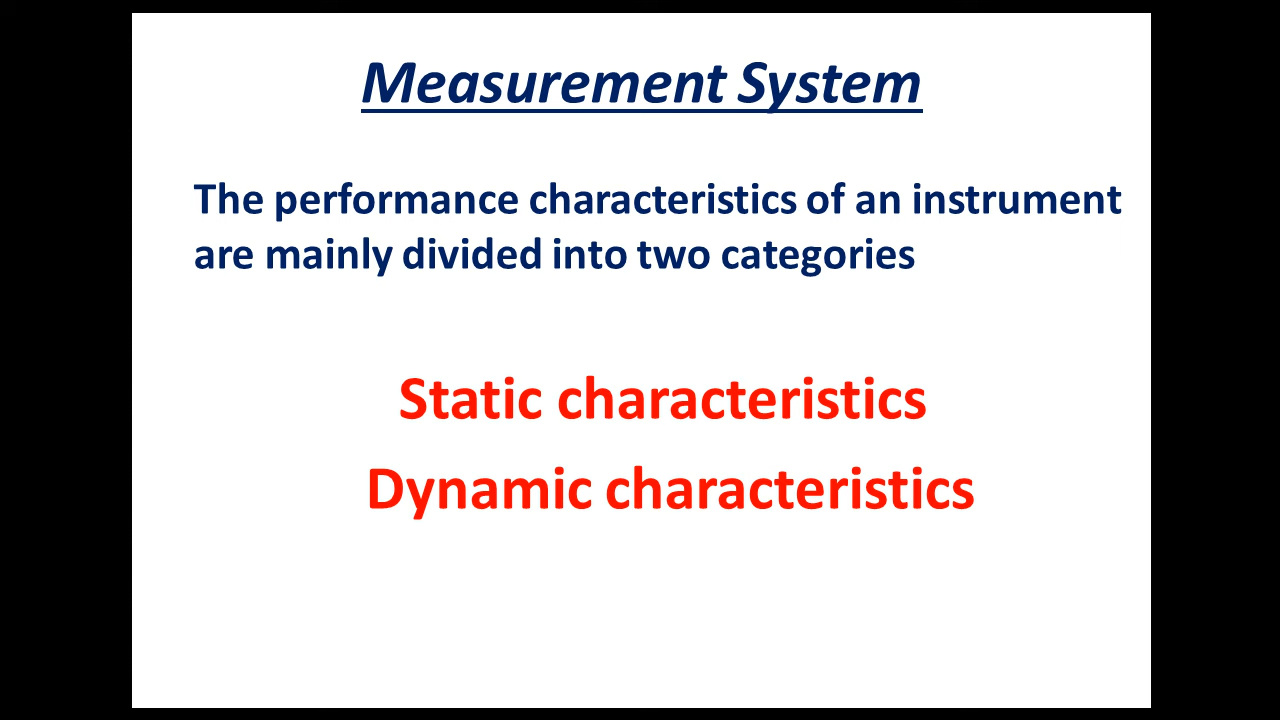 Measurement System
The performance characteristics of an instrument
are mainly divided into two categories
Static characteristics
Dynamic characteristics